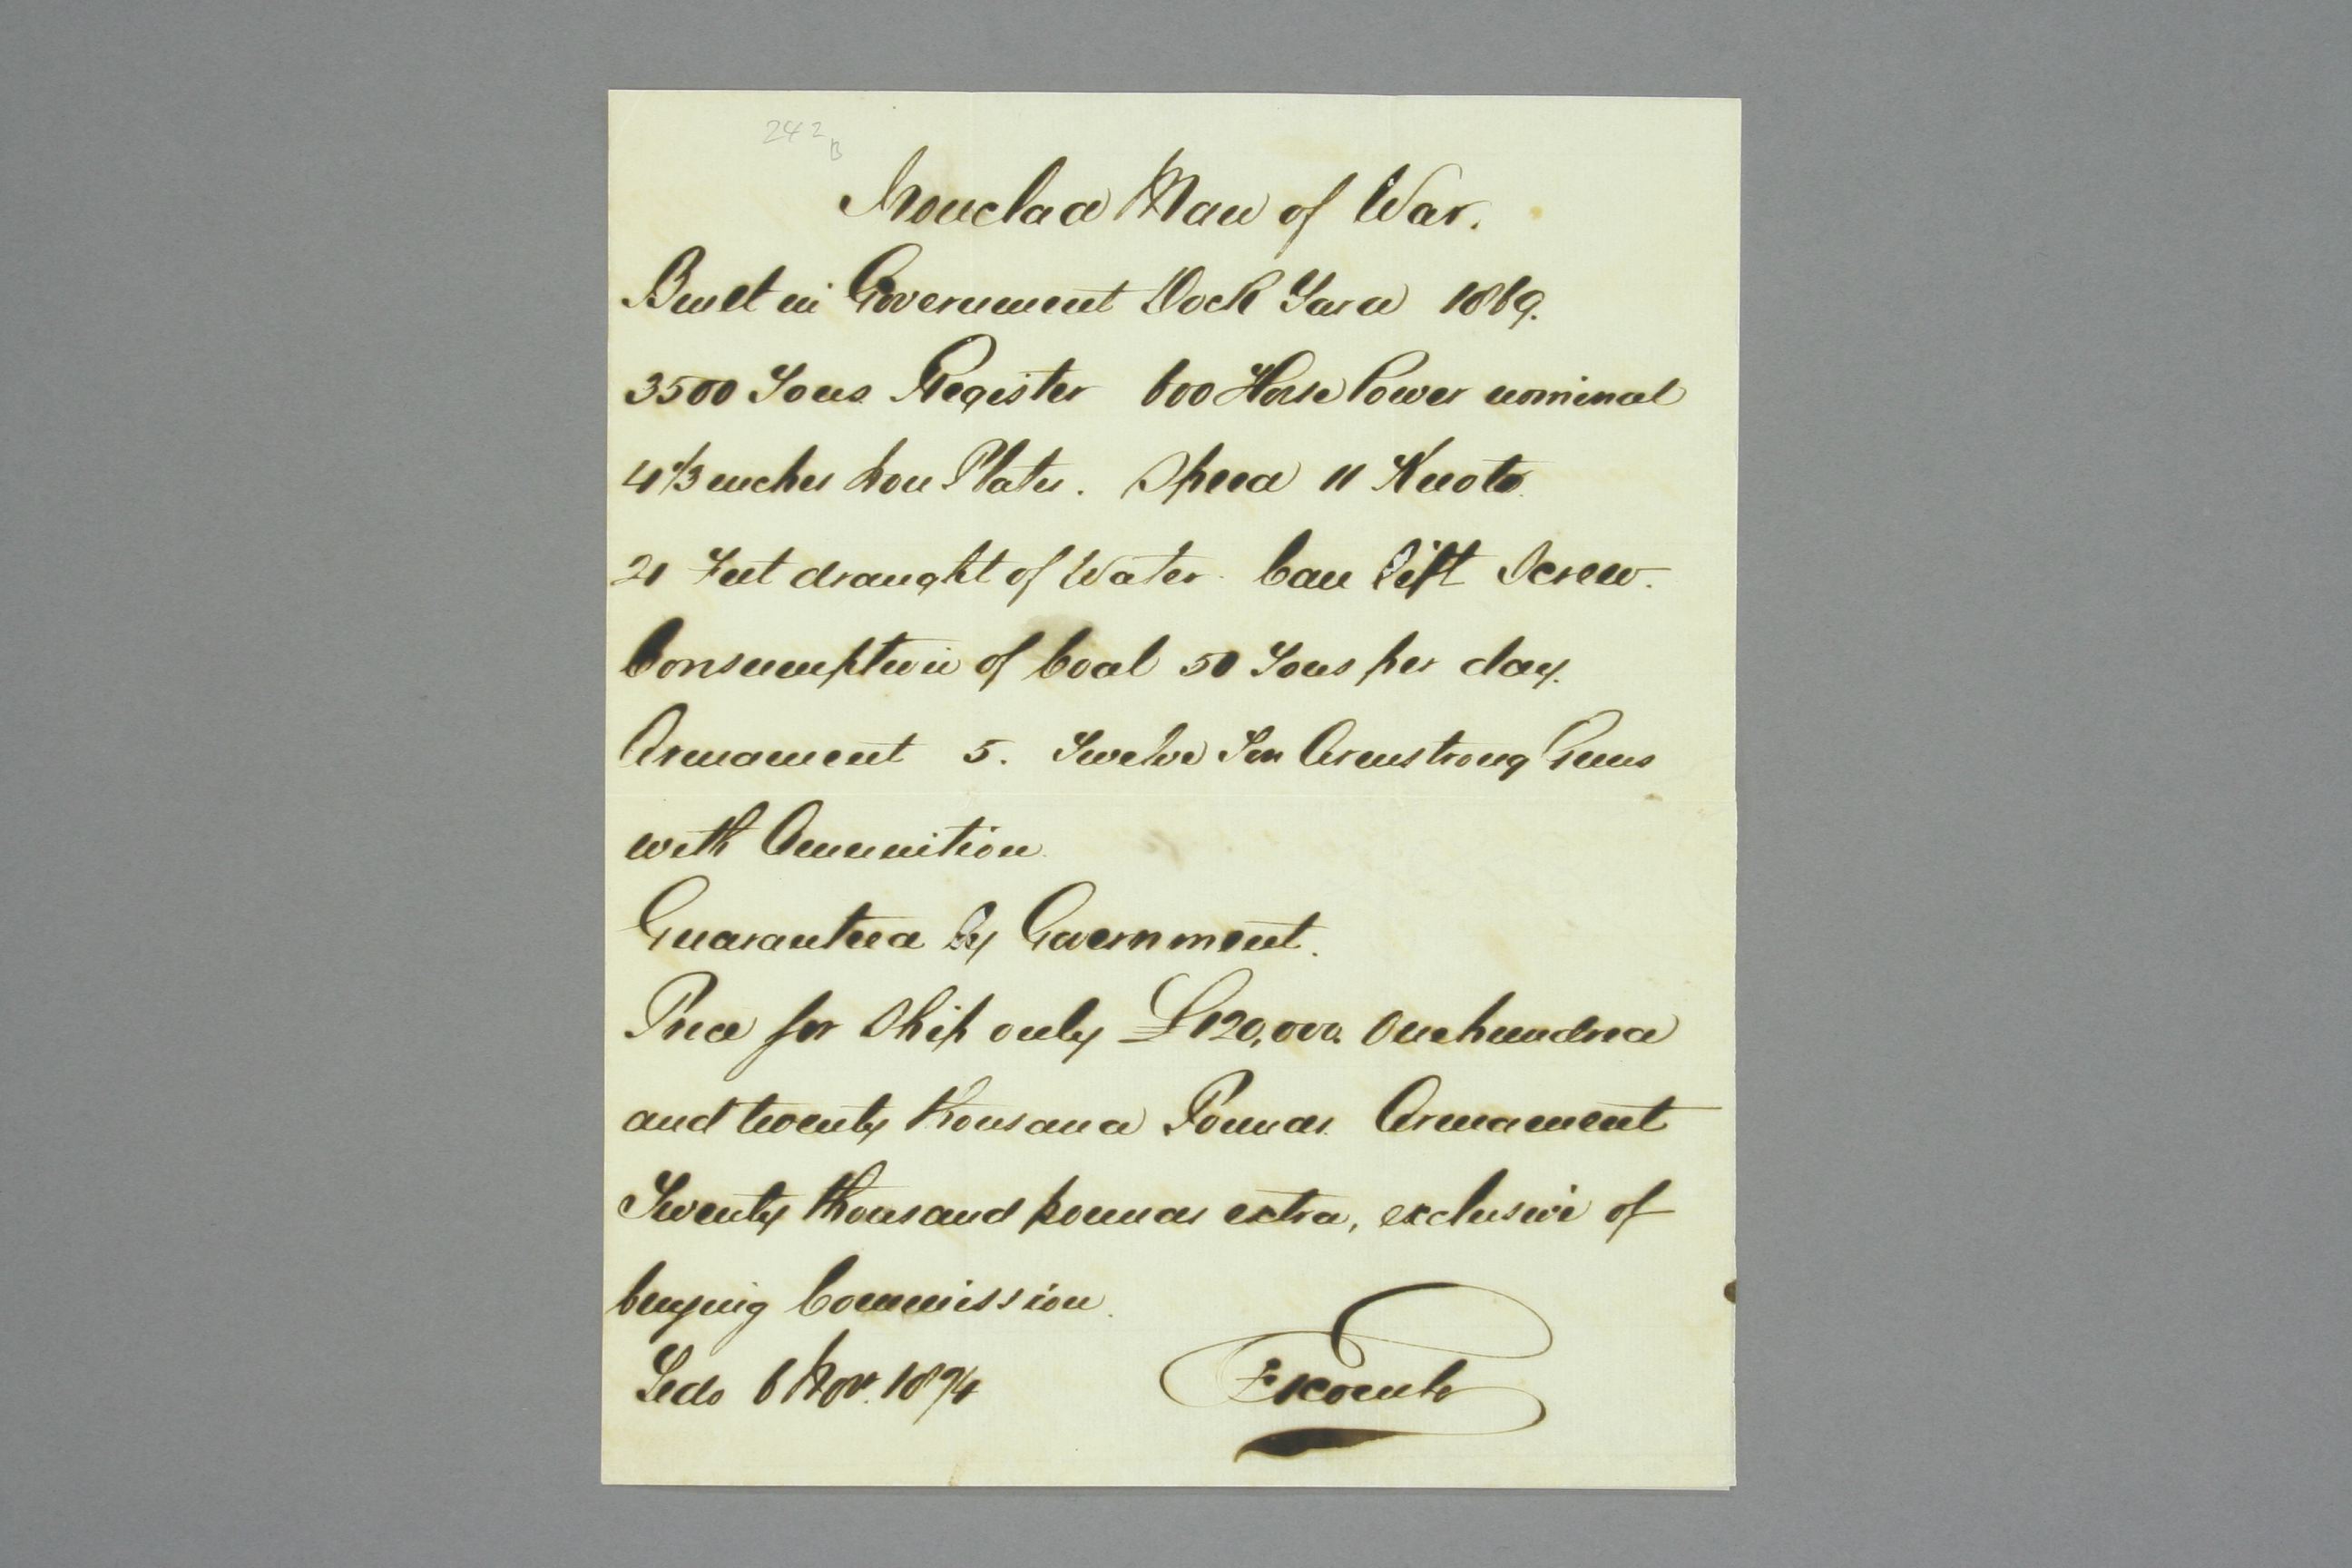 242
B
Ironclad Man of War.
Built in Government Dock Yard 1869.
3500 Tons Register 600 Horse Power nominal
4 1/3 inches Iron Plates. Speed 11 Knots.
21 Feet draught of Water. Can lift Screw.
Consumption of Coal 50 Tons per day.
Armament 5. Twelve Ton Armstrong Guns
with Ammunition.
Guaranteed by Government.
Price for Ship only £120,000. One hundred
and twenty thousand Pounds. Armament
Twenty thousand pounds extra, exclusive of
buying Commission.
Yedo 6 Nov. 1874